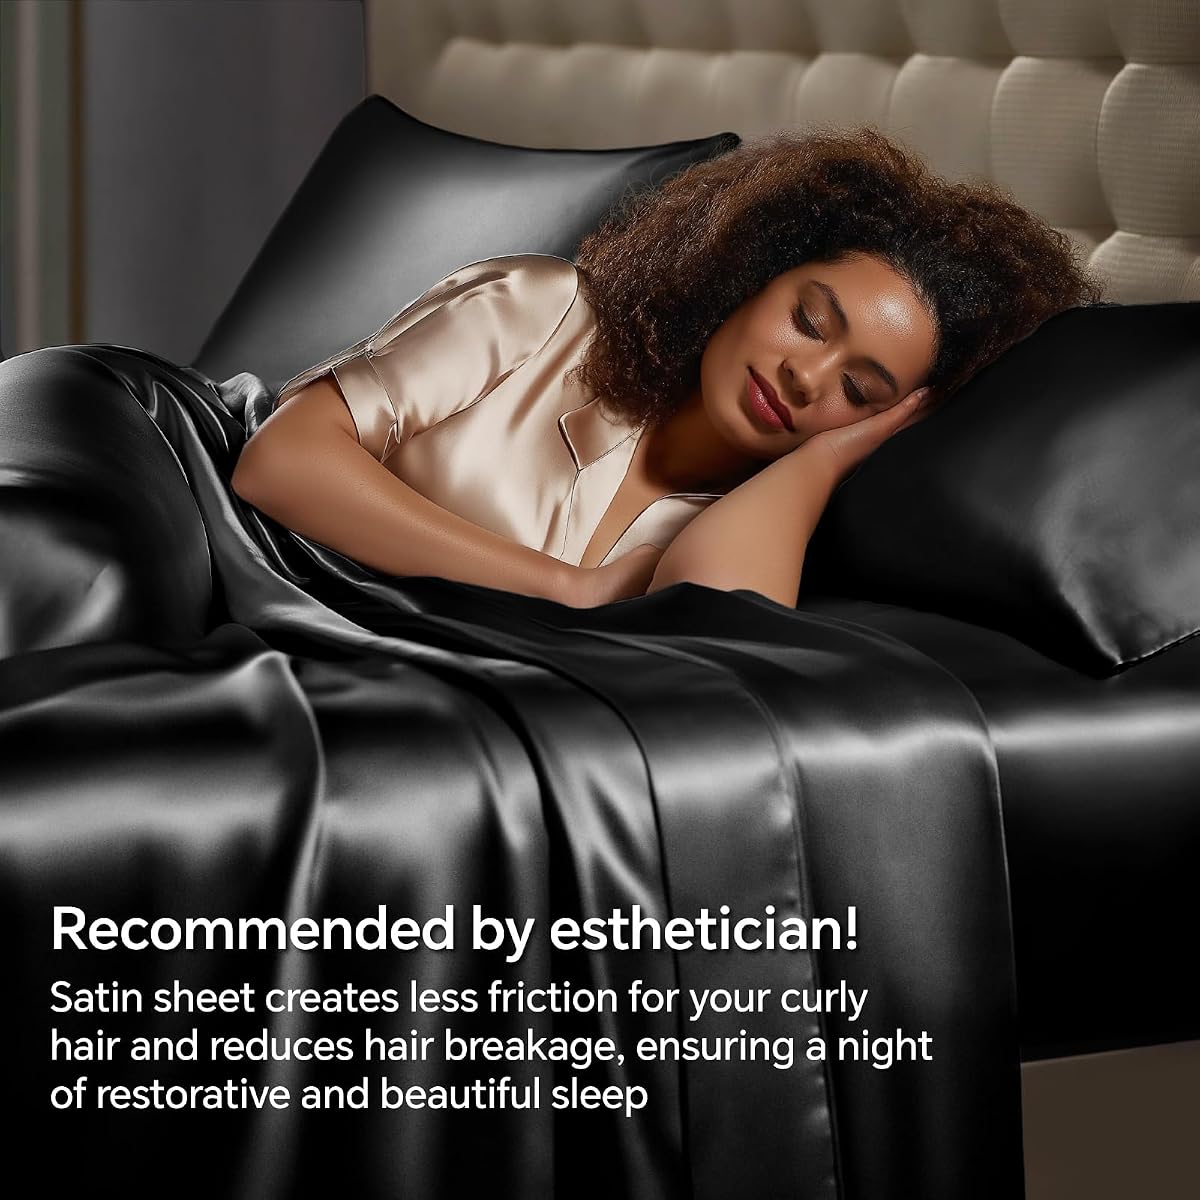 Recommended by esthetician!
Satin sheet creates less friction for your curly
hair and reduces hair breakage, ensuring a night
of restorative and beautiful sleep